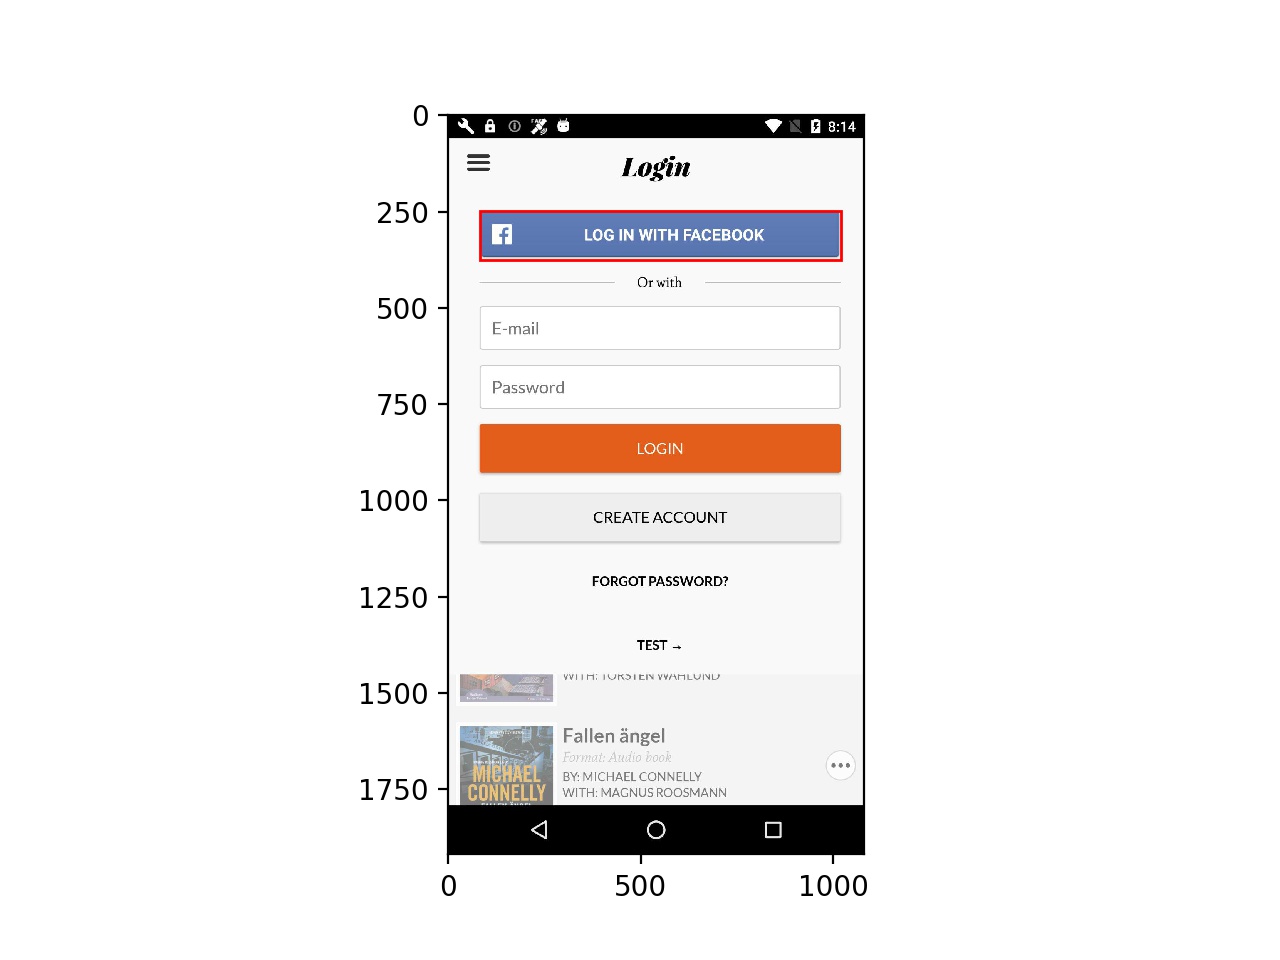 0
250
500
750
1000
1250
1500
1750
8:14
Login
LOG IN WITH FACEBOOK
Or with
E-mail
Password
LOGIN
CREATE ACCOUNT
FORGOT PASSWORD?
TEST →
WITH: TORSTEN WAHLUND
Fallen ängel
Format: Audio book
BY: MICHAEL CONNELLY
WITH: MAGNUS ROOSMANN
MICHAEL
CONNELLY
0
500
1000